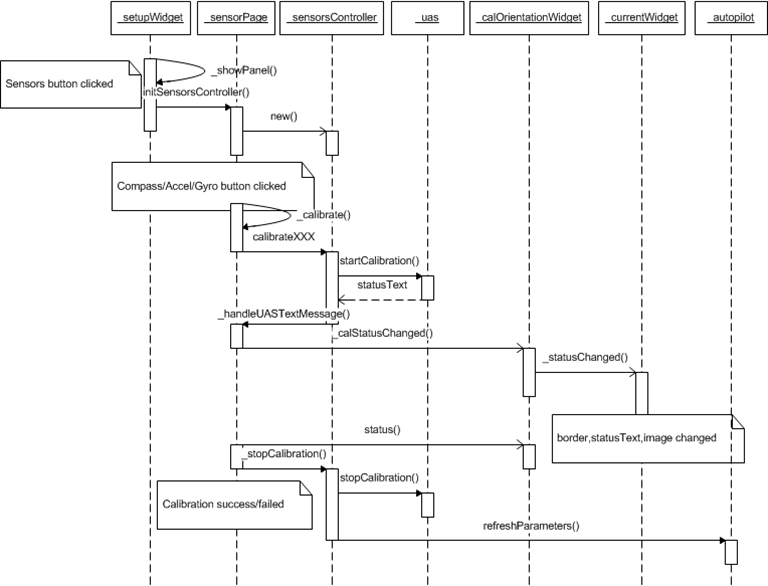 _setupWidget
_sensorPage
_sensorsController
_uas
_calOrientationWidget
_currentWidget
_autopilot
_showPanel()
Sensors button clicked
initSensorsController()
new()
Compass/Accel/Gyro button clicked
_calibrate()
calibrateXXX
startCalibration()
statusText
_handleUASTextMessage()
_calStatusChanged()
_statusChanged()
status()
border,statusText,image changed
_stopCalibration()
stopCalibration()
Calibration success/failed
refreshParameters()